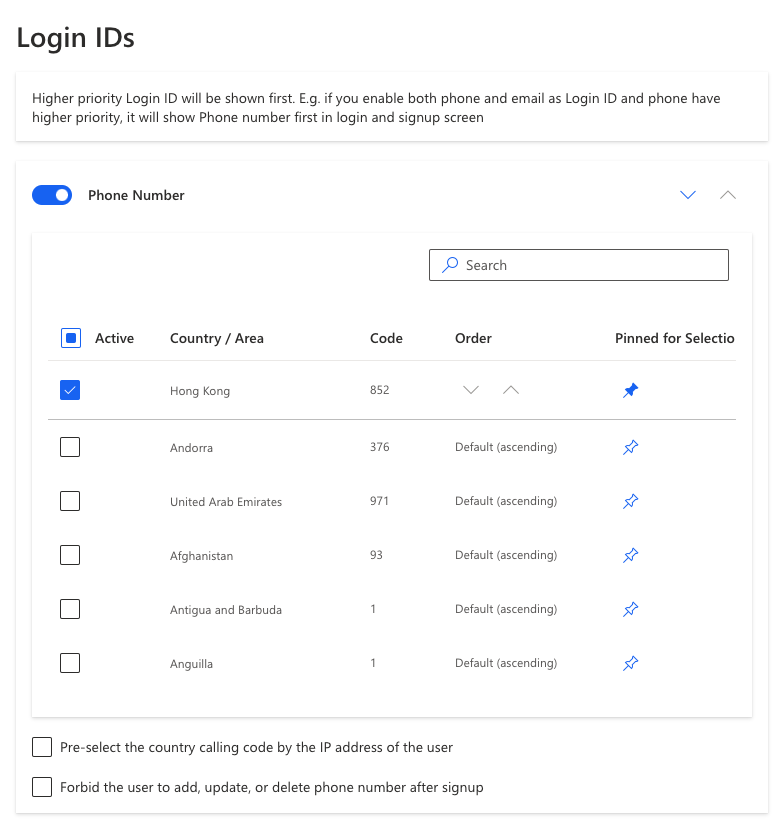 Login IDs
Higher priority Login ID will be shown first. E.g. if you enable both phone and email as Login ID and phone have
higher priority, it will show Phone number first in login and signup screen
Phone Number
Search
Active Country / Area Code Order Pinned for Selectio
Hong Kong 852
Andorra 376 Default (ascending)
United Arab Emirates 971 Default (ascending)
Afghanistan 93 Default (ascending)
Antigua and Barbuda 1 Default (ascending)
Anguilla 1 Default (ascending)
Pre-select the country calling code by the IP address of the user
Forbid the user to add, update, or delete phone number after signup